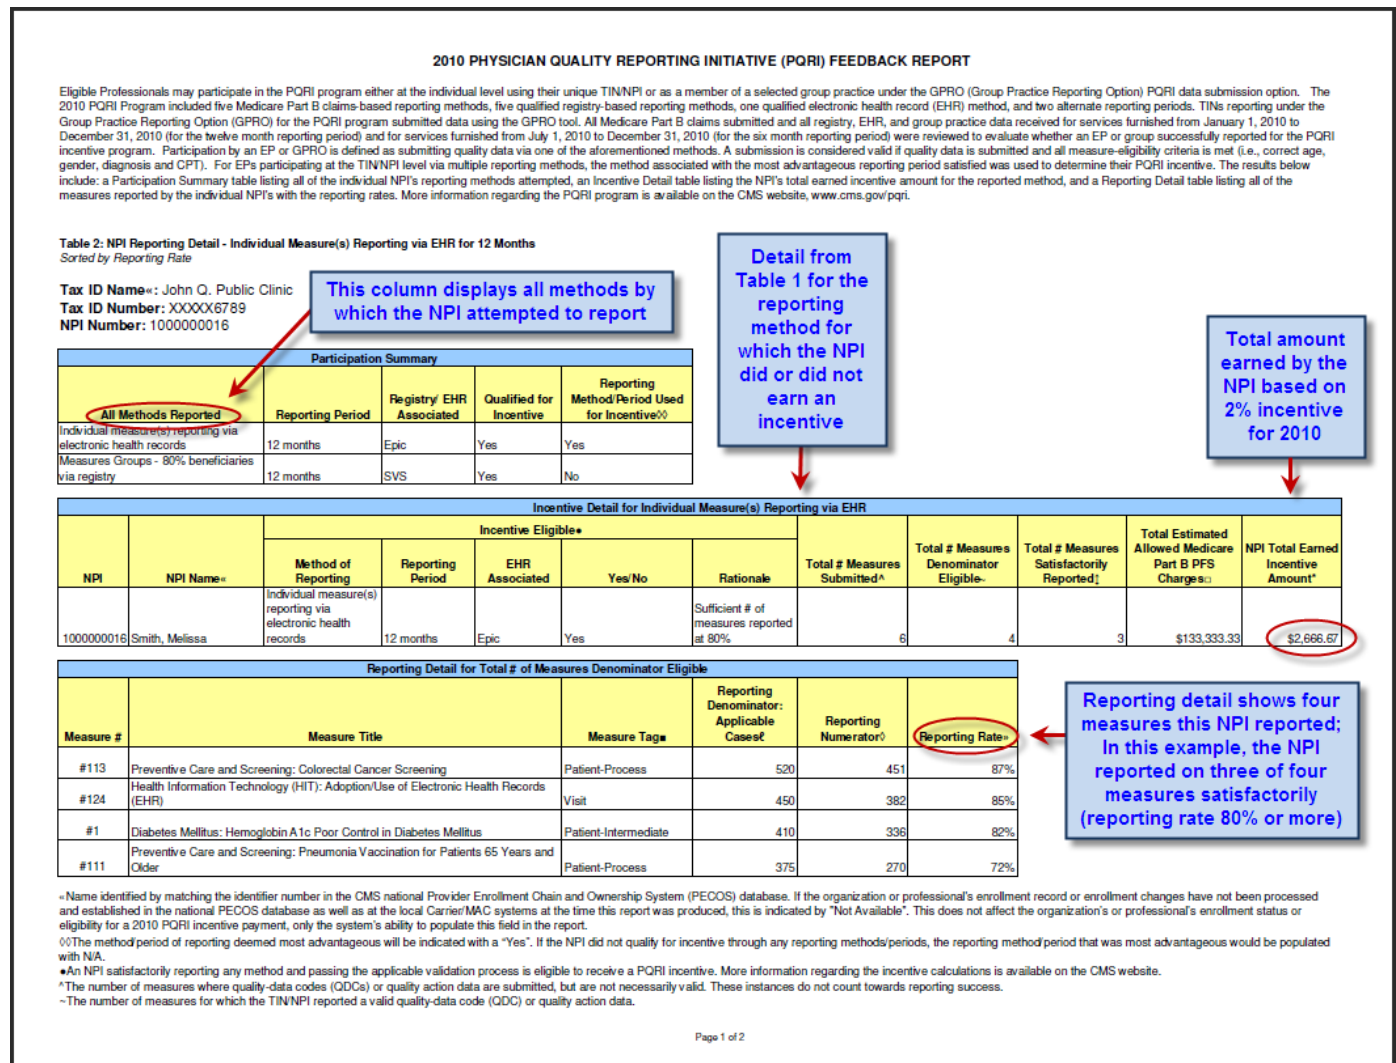 2010 PHYSICIAN QUALITY REPORTING INITIATIVE (PQRI) FEEDBACK REPORT
Eligible Professionals may participate in the PQRI program either at the individual level using their unique TIN/NPI or as a member of a selected group practice under the GPRO (Group Practice Reporting Option) PQRI data submission option. The
2010 PQRI Program included five Medicare Part B claims-based reporting methods, five qualified registry-based reporting methods, one qualified electronic health record (EHR) method, and two alternate reporting periods. TINs reporting under the
Group Practice Reporting Option (GPRO) for the PQRI program submitted data using the GPRO tool. All Medicare Part B claims submitted and all registry, EHR, and group practice data received for services furnished from January 1, 2010 to
December 31, 2010 (for the twelve month reporting period) and for services furnished from July 1, 2010 to December 31, 2010 (for the six month reporting period) were reviewed to evaluate whether an EP or group successfully reported for the PQRI
incentive program. Participation by an EP or GPRO is defined as submitting quality data via one of the aforementioned methods. A submission is considered valid if quality data is submitted and all measure-eligibility criteria is met (i.e., correct age,
gender, diagnosis and CPT). For EPs participating at the TIN/NPI level via multiple reporting methods, the method associated with the most advantageous reporting period satisfied was used to determine their PQRI incentive. The results below
include: a Participation Summary table listing all of the individual NPI's reporting methods attempted, an Incentive Detail table listing the NPI's total earned incentive amount for the reported method, and a Reporting Detail table listing all of the
measures reported by the individual NPI's with the reporting rates. More information regarding the PQRI program is available on the CMS website, www.cms.gov/pqri.
Table 2: NPI Reporting Detail - Individual Measure(s) Reporting via EHR for 12 Months
Sorted by Reporting Rate
Tax ID Name«: John Q. Public Clinic
Tax ID Number: XXXXX6789
NPI Number: 1000000016
This column displays all methods by
which the NPI attempted to report
Detail from
Table 1 for the
reporting
method for
which the NPI
did or did not
earn an
incentive
Total amount
earned by the
NPI based on
2% incentive
for 2010
Participation Summary
All Methods Reported
Reporting Period
Registry/ EHR
Associated
Qualified for
Incentive
Reporting
Method/Period Used
for Incentive◊◊
Individual measure(s) reporting via
electronic health records
12 months
Epic
Yes
Yes
Measures Groups - 80% beneficiaries
via registry
12 months
SVS
Yes
No
Incentive Detail for Individual Measure(s) Reporting via EHR
NPI
NPI Name«
Incentive Eligible●
Method of
Reporting
Reporting
Period
EHR
Associated
Yes/No
Rationale
Total # Measures
Submitted^
Total # Measures
Denominator
Eligible~
Total # Measures
Satisfactorily
Reported‡
Total Estimated
Allowed Medicare
Part B PFS
Charges□
NPI Total Earned
Incentive
Amount*
1000000016
Smith, Melissa
Individual measure(s)
reporting via
electronic health
records
12 months
Epic
Yes
Sufficient # of
measures reported
at 80%
6
4
3
$133,333.33
$2,666.67
Reporting Detail for Total # of Measures Denominator Eligible
Measure #
Measure Title
Measure Tag■
Reporting
Denominator:
Applicable
Cases₤
Reporting
Numerator◊
Reporting Rate»
#113
Preventive Care and Screening: Colorectal Cancer Screening
Patient-Process
520
451
87%
#124
Health Information Technology (HIT): Adoption/Use of Electronic Health Records
(EHR)
Visit
450
382
85%
#1
Diabetes Mellitus: Hemoglobin A1c Poor Control in Diabetes Mellitus
Patient-Intermediate
410
336
82%
#111
Preventive Care and Screening: Pneumonia Vaccination for Patients 65 Years and
Older
Patient-Process
375
270
72%
Reporting detail shows four
measures this NPI reported;
In this example, the NPI
reported on three of four
measures satisfactorily
(reporting rate 80% or more)
«Name identified by matching the identifier number in the CMS national Provider Enrollment Chain and Ownership System (PECOS) database. If the organization or professional's enrollment record or enrollment changes have not been processed
and established in the national PECOS database as well as at the local Carrier/MAC systems at the time this report was produced, this is indicated by "Not Available". This does not affect the organization's or professional's enrollment status or
eligibility for a 2010 PQRI incentive payment, only the system's ability to populate this field in the report.
◊◊The method/period of reporting deemed most advantageous will be indicated with a "Yes". If the NPI did not qualify for incentive through any reporting methods/periods, the reporting method/period that was most advantageous would be populated
with N/A.
●An NPI satisfactorily reporting any method and passing the applicable validation process is eligible to receive a PQRI incentive. More information regarding the incentive calculations is available on the CMS website.
^The number of measures where quality-data codes (QDCs) or quality action data are submitted, but are not necessarily valid. These instances do not count towards reporting success.
~The number of measures for which the TIN/NPI reported a valid quality-data code (QDC) or quality action data.
Page 1 of 2